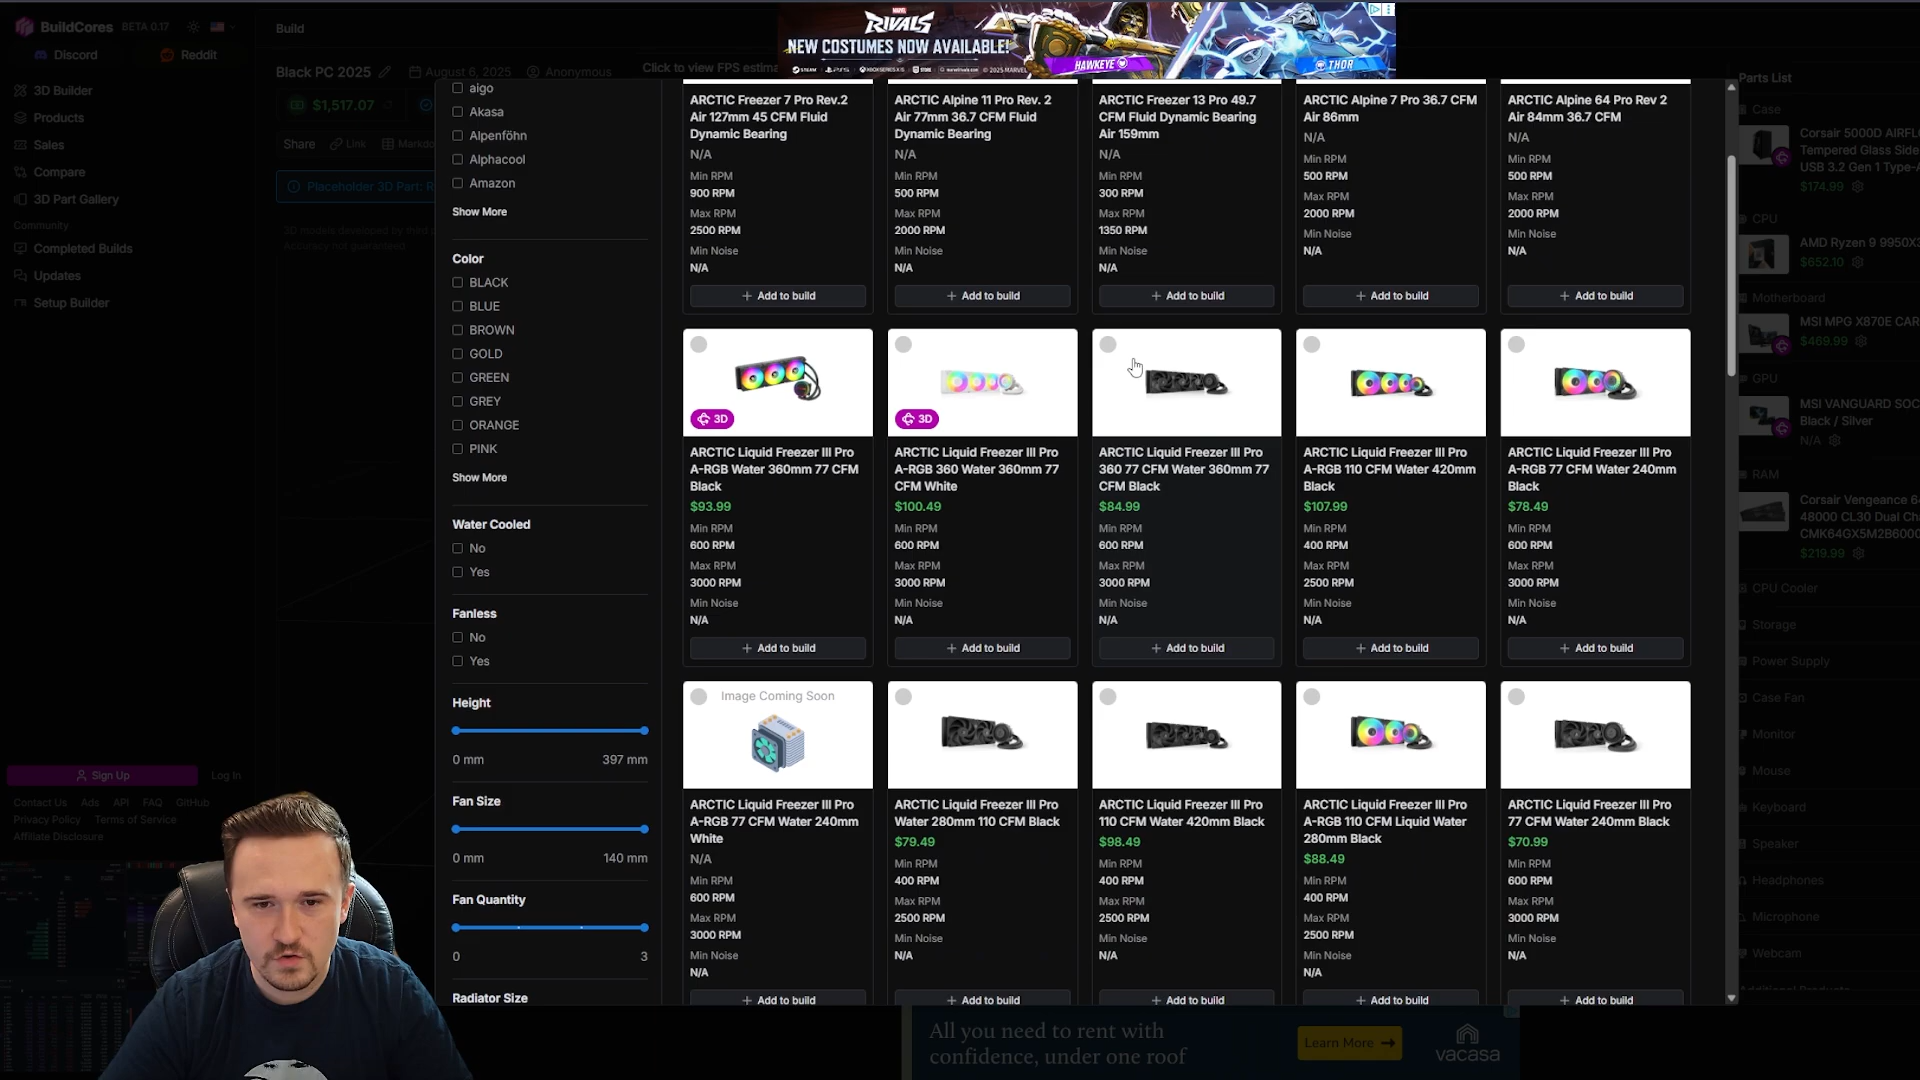 BuildCores BETA 0.17
Discord
Reddit
3D Builder
Products
Sales
Compare
3D Part Gallery
Community
Completed Builds
Updates
Setup Builder
Sign Up
Log In
Contact Us Ads API FAQ GitHub
Privacy Policy Terms of Service
Affiliate Disclosure
Build
Black PC 2025
August 6, 2025
Anonymous
Click to view FPS estima
$1,517.07
Share
Link
Markdo
Placeholder 3D Part: R
3D models developed by third
Accuracy not guaranteed
MARVEL
RIVALS
NEW COSTUMES NOW AVAILABLE!
HAWKEYE
THOR
STEAM
PS5
XBOX SERIES X|S
© 2025 MARVEL
aigo
Akasa
Alpenföhn
Alphacool
Amazon
Show More
Color
BLACK
BLUE
BROWN
GOLD
GREEN
GREY
ORANGE
PINK
Show More
Water Cooled
No
Yes
Fanless
No
Yes
Height
0 mm
397 mm
Fan Size
0 mm
140 mm
Fan Quantity
0
3
Radiator Size
ARCTIC Freezer 7 Pro Rev.2
Air 127mm 45 CFM Fluid
Dynamic Bearing
N/A
Min RPM
900 RPM
Max RPM
2500 RPM
Min Noise
N/A
+ Add to build
ARCTIC Alpine 11 Pro Rev. 2
Air 77mm 36.7 CFM Fluid
Dynamic Bearing
N/A
Min RPM
500 RPM
Max RPM
2000 RPM
Min Noise
N/A
+ Add to build
ARCTIC Freezer 13 Pro 49.7
CFM Fluid Dynamic Bearing
Air 159mm
N/A
Min RPM
300 RPM
Max RPM
1350 RPM
Min Noise
N/A
+ Add to build
ARCTIC Alpine 7 Pro 36.7 CFM
Air 86mm
N/A
Min RPM
500 RPM
Max RPM
2000 RPM
Min Noise
N/A
+ Add to build
ARCTIC Alpine 64 Pro Rev 2
Air 84mm 36.7 CFM
N/A
Min RPM
500 RPM
Max RPM
2000 RPM
Min Noise
N/A
+ Add to build
3D
ARCTIC Liquid Freezer III Pro
A-RGB Water 360mm 77 CFM
Black
$93.99
Min RPM
600 RPM
Max RPM
3000 RPM
Min Noise
N/A
+ Add to build
3D
ARCTIC Liquid Freezer III Pro
A-RGB 360 Water 360mm 77
CFM White
$100.49
Min RPM
600 RPM
Max RPM
3000 RPM
Min Noise
N/A
+ Add to build
ARCTIC Liquid Freezer III Pro
360 77 CFM Water 360mm 77
CFM Black
$84.99
Min RPM
600 RPM
Max RPM
3000 RPM
Min Noise
N/A
+ Add to build
ARCTIC Liquid Freezer III Pro
A-RGB 110 CFM Water 420mm
Black
$107.99
Min RPM
400 RPM
Max RPM
2500 RPM
Min Noise
N/A
+ Add to build
ARCTIC Liquid Freezer III Pro
A-RGB 77 CFM Water 240mm
Black
$78.49
Min RPM
600 RPM
Max RPM
3000 RPM
Min Noise
N/A
+ Add to build
Image Coming Soon
ARCTIC Liquid Freezer III Pro
A-RGB 77 CFM Water 240mm
White
N/A
Min RPM
600 RPM
Max RPM
3000 RPM
Min Noise
N/A
+ Add to build
ARCTIC Liquid Freezer III Pro
Water 280mm 110 CFM Black
$79.49
Min RPM
400 RPM
Max RPM
2500 RPM
Min Noise
N/A
+ Add to build
ARCTIC Liquid Freezer III Pro
110 CFM Water 420mm Black
$98.49
Min RPM
400 RPM
Max RPM
2500 RPM
Min Noise
N/A
+ Add to build
ARCTIC Liquid Freezer III Pro
A-RGB 110 CFM Liquid Water
280mm Black
$88.49
Min RPM
400 RPM
Max RPM
2500 RPM
Min Noise
N/A
+ Add to build
ARCTIC Liquid Freezer III Pro
77 CFM Water 240mm Black
$70.99
Min RPM
600 RPM
Max RPM
3000 RPM
Min Noise
N/A
+ Add to build
Parts List
Case
Corsair 5000D AIRFL
Tempered Glass Side
USB 3.2 Gen 1 Type-A
$174.99
CPU
AMD Ryzen 9 9950X3
$652.10
Motherboard
MSI MPG X870E CAR
$469.99
GPU
MSI VANGUARD SOC
Black / Silver
N/A
RAM
Corsair Vengeance 6
48000 CL30 Dual Ch
CMK64GX5M2B6000
$219.99
CPU Cooler
Storage
Power Supply
Case Fan
Monitor
Mouse
Keyboard
Speaker
Headphones
Microphone
Webcam
Additional Products
All you need to rent with
confidence, under one roof
Learn More →
vacasa